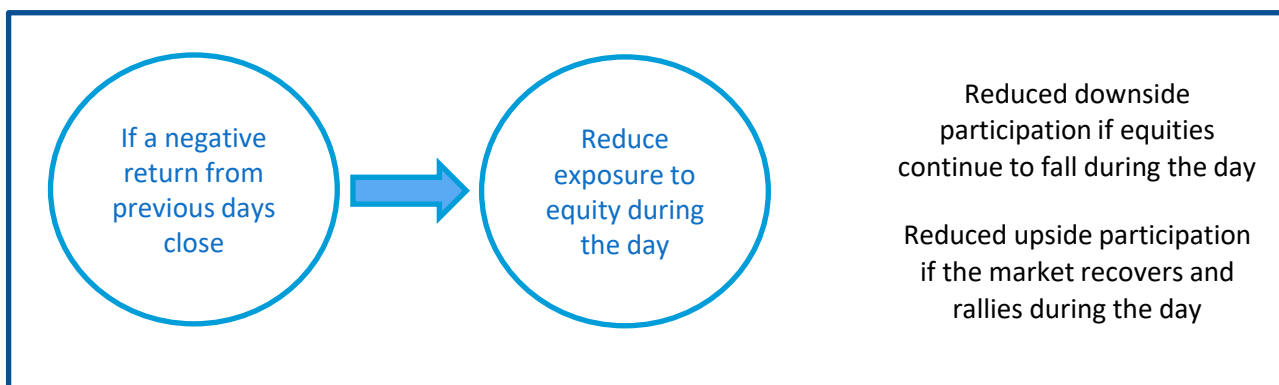 If a negative
return from
previous days
close
Reduce
exposure to
equity during
the day
Reduced downside
participation if equities
continue to fall during the day
Reduced upside participation
if the market recovers and
rallies during the day